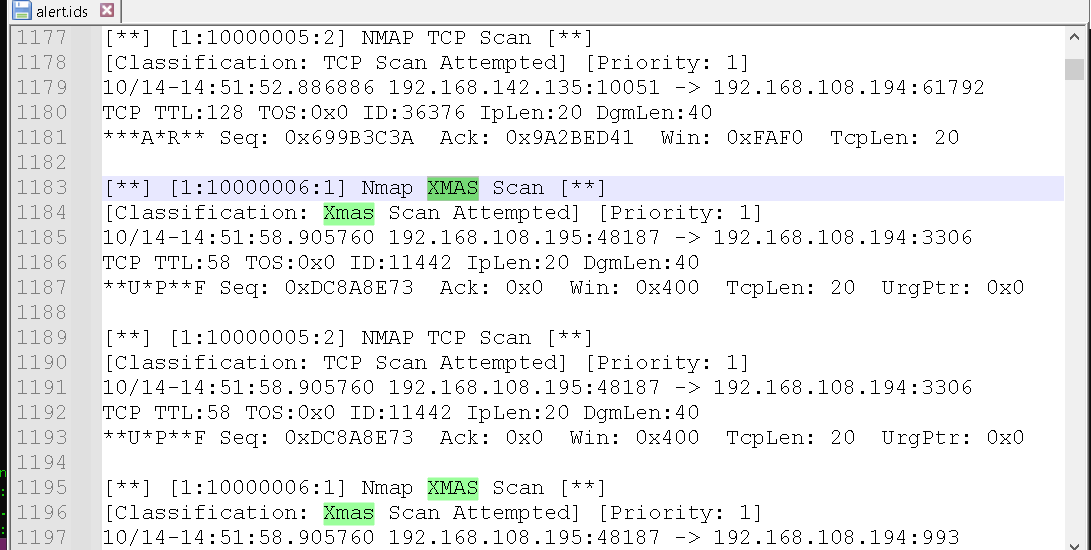 alert.ids
1177 [**] [1:10000005:2] NMAP TCP Scan [**]
1178 [Classification: TCP Scan Attempted] [Priority: 1]
1179 10/14-14:51:52.886886 192.168.142.135:10051 -> 192.168.108.194:61792
1180 TCP TTL:128 TOS:0x0 ID:36376 IpLen:20 DgmLen:40
1181 ***A*R** Seq: 0x699B3C3A  Ack: 0x9A2BED41  Win: 0xFAF0  TcpLen: 20
1182
1183 [**] [1:10000006:1] Nmap XMAS Scan [**]
1184 [Classification: Xmas Scan Attempted] [Priority: 1]
1185 10/14-14:51:58.905760 192.168.108.195:48187 -> 192.168.108.194:3306
1186 TCP TTL:58 TOS:0x0 ID:11442 IpLen:20 DgmLen:40
1187 **U*P**F Seq: 0xDC8A8E73  Ack: 0x0  Win: 0x400  TcpLen: 20  UrgPtr: 0x0
1188
1189 [**] [1:10000005:2] NMAP TCP Scan [**]
1190 [Classification: TCP Scan Attempted] [Priority: 1]
1191 10/14-14:51:58.905760 192.168.108.195:48187 -> 192.168.108.194:3306
1192 TCP TTL:58 TOS:0x0 ID:11442 IpLen:20 DgmLen:40
1193 **U*P**F Seq: 0xDC8A8E73  Ack: 0x0  Win: 0x400  TcpLen: 20  UrgPtr: 0x0
1194
1195 [**] [1:10000006:1] Nmap XMAS Scan [**]
1196 [Classification: Xmas Scan Attempted] [Priority: 1]
1197 10/14-14:51:58.905760 192.168.108.195:48187 -> 192.168.108.194:993